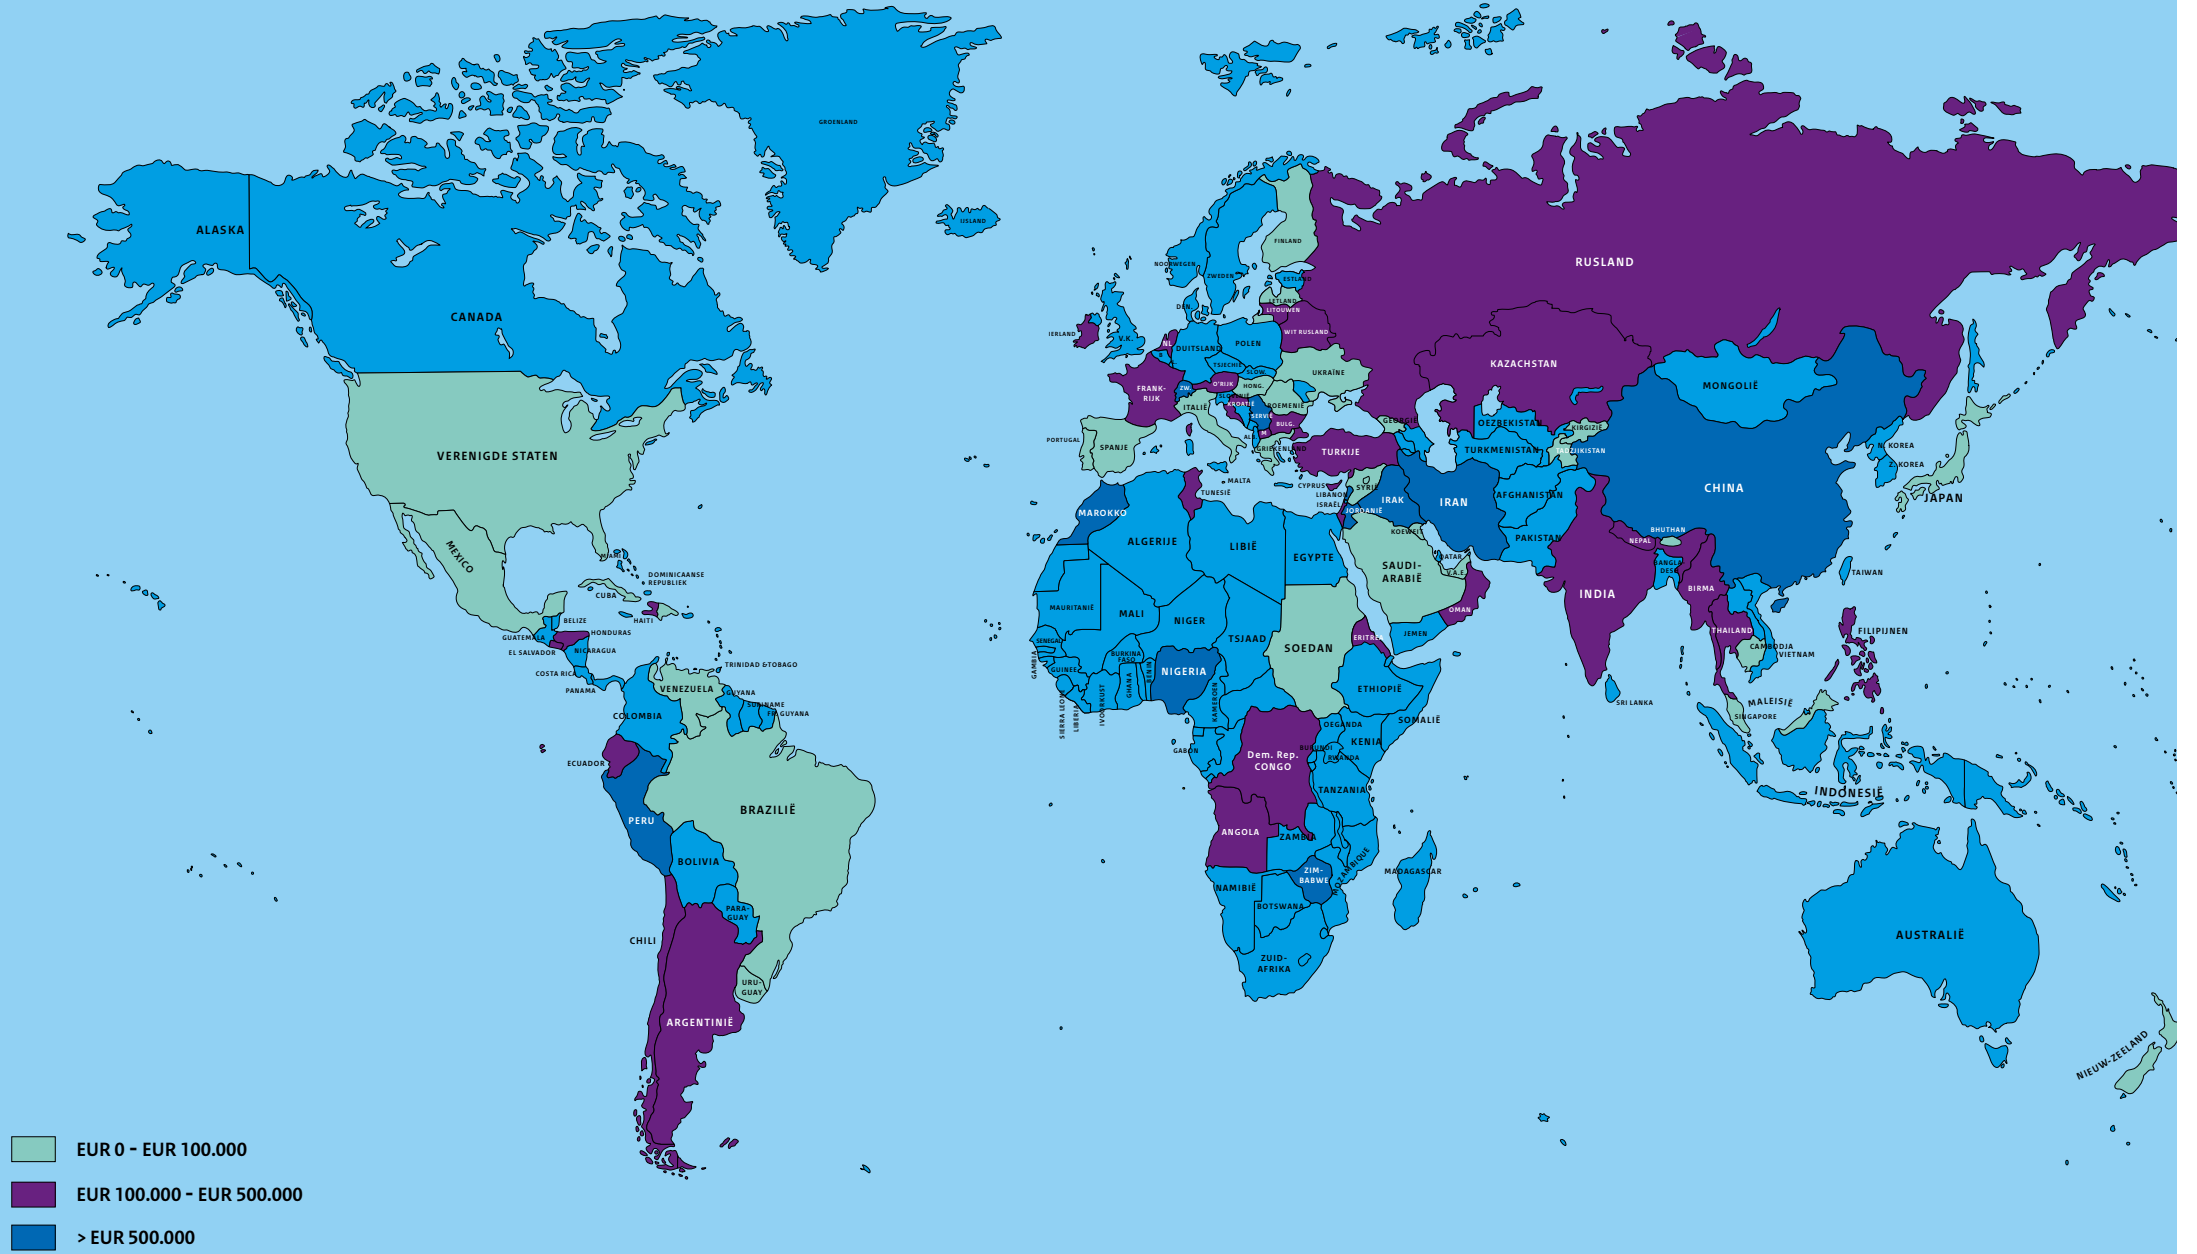 GROENLAND
IJSLAND
ALASKA
CANADA
VERENIGDE STATEN
MEXICO
MIAMI
DOMINICAANSE
REPUBLIEK
CUBA
HAITI
BELIZE
GUATEMALA
HONDURAS
EL SALVADOR
NICARAGUA
COSTA RICA
PANAMA
TRINIDAD &TOBAGO
VENEZUELA
GUYANA
SURINAME
FR.GUYANA
COLOMBIA
ECUADOR
PERU
BRAZILIË
BOLIVIA
PARA-
GUAY
CHILI
URU-
GUAY
ARGENTINIË
NOORWEGEN
ZWEDEN
FINLAND
ESTLAND
LETLAND
LITOUWEN
WIT RUSLAND
DEN.
IERLAND
V.K.
NL
B
DUITSLAND
POLEN
TSJECHIË
SLOW.
OEKRAÏNE
FRANK-
RIJK
ZW.
O'RIJK
HONG.
SLOVENIË
KROATIË
ROEMENIË
ITALIË
SERVIË
BULG.
M
ALB.
GRIEKENLAND
PORTUGAL
SPANJE
MALTA
CYPRUS
TURKIJE
GEORGIË
RUSLAND
KAZACHSTAN
MONGOLIË
OEZBEKISTAN
KIRGIZIË
TURKMENISTAN
TADZJIKISTAN
AFGHANISTAN
PAKISTAN
IRAN
IRAK
SYRIË
LIBANON
ISRAËL
JORDANIË
KOEWEIT
QATAR
V.A.E.
SAUDI-
ARABIË
OMAN
JEMEN
CHINA
N. KOREA
Z. KOREA
JAPAN
TAIWAN
BHUTHAN
NEPAL
BANGLA
DESH
INDIA
SRI LANKA
BIRMA
THAILAND
CAMBODJA
VIETNAM
FILIPIJNEN
MALEISIË
SINGAPORE
INDONESIË
AUSTRALIË
NIEUW-ZEELAND
MAROKKO
TUNESIË
ALGERIJE
LIBIË
EGYPTE
MAURITANIË
MALI
NIGER
TSJAAD
SOEDAN
ERITREA
SENEGAL
GAMBIA
GUINEE
SIERRA LEONE
LIBERIA
IVOORKUST
BURKINA
FASO
GHANA
BENIN
NIGERIA
KAMEROEN
GABON
ETHIOPIË
SOMALIË
OEGANDA
KENIA
BURUNDI
RWANDA
Dem. Rep.
CONGO
TANZANIA
ANGOLA
ZAMBIA
ZIM-
BABWE
MOZAMBIQUE
MADAGASCAR
NAMIBIË
BOTSWANA
ZUID-
AFRIKA
EUR 0 - EUR 100.000
EUR 100.000 - EUR 500.000
> EUR 500.000